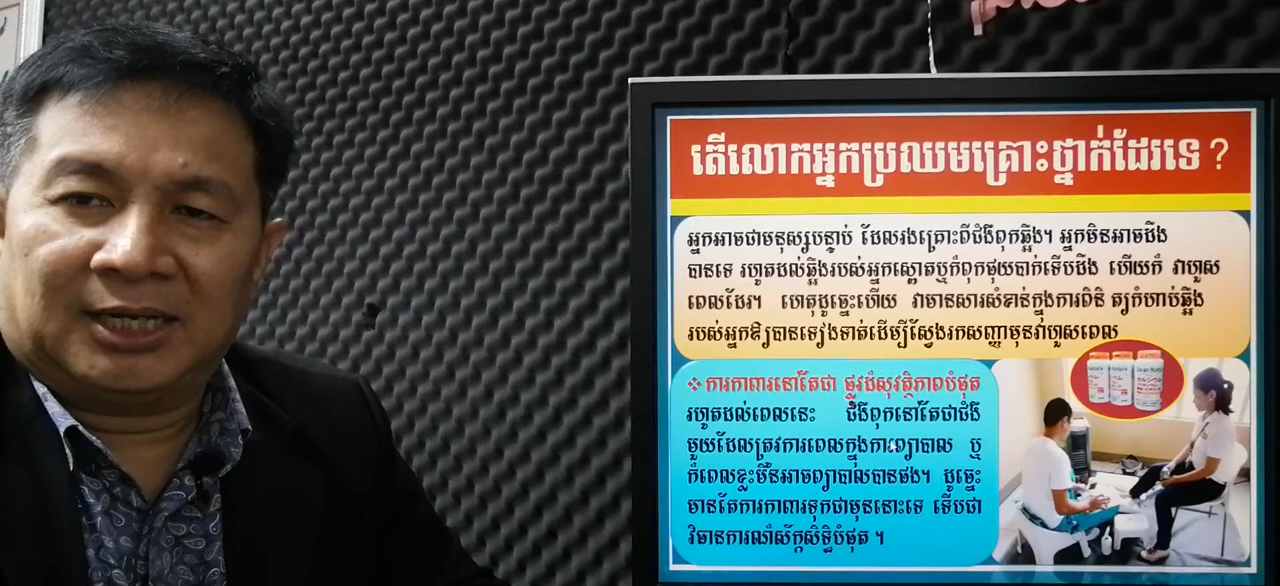 តើលោកអ្នកប្រឈមគ្រោះថ្នាក់ដែរទេ?
អ្នកអាចជាមនុស្សបន្ទាប់ ដែលរងគ្រោះពីជំងឺពុកឆ្អឹង។ អ្នកមិនអាចដឹង
បានទេ រហូតដល់ឆ្អឹងរបស់អ្នកស្តើតឬក៏ពុកផុយបាក់ទើបដឹង ហើយក៏ វាហួស
ពេលដែរ។ ហេតុដូច្នេះហើយ វាមានសារសំខាន់ក្នុងការពិនិ ត្យកំហាប់ឆ្អឹង
របស់អ្នកឱ្យបានទៀងទាត់ដើម្បីស្វែងរកសញ្ញាមុនវាហួសពេល
❖ ការការពារនៅតែជា ផ្លូវដ៏សុវត្ថិភាពបំផុត
រហូតដល់ពេលនេះ ជំងឺពុកនៅតែជាជំងឺ
មួយដែលត្រូវការពេលក្នុងការព្យាបាល ឬ
ក៏ពេលខ្លះមិនអាចព្យាបាលបានផង។ ដូច្នេះ
មានតែការការពារទុកជាមុននោះទេ ទើបជា
វិធានការណ៍ស័ក្តសិទ្ធិបំផុត ។